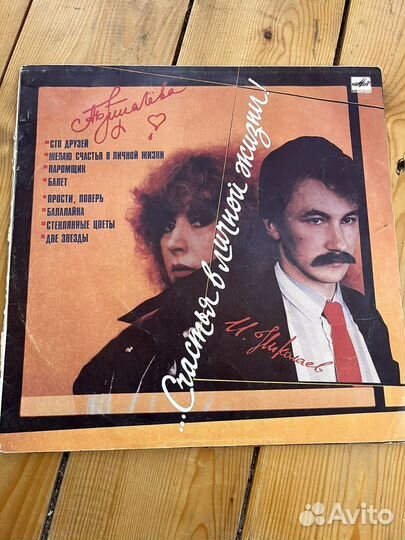 А. Пугачёва
СТО ДРУЗЕЙ
ЖЕЛАЮ СЧАСТЬЯ В ЛИЧНОЙ ЖИЗНИ
ПАРОМЩИК
БАЛЕТ
ПРОСТИ, ПОВЕРЬ
БАЛАЛАЙКА
СТЕКЛЯННЫЕ ЦВЕТЫ
ДВЕ ЗВЕЗДЫ
...Счастья в личной жизни!
И. Николаев
Avito